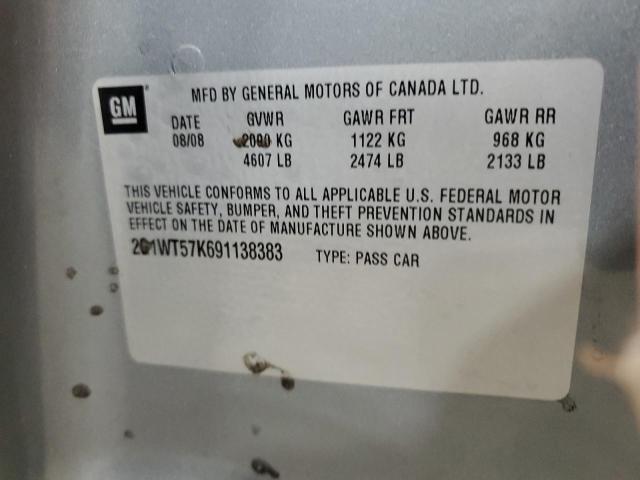 GM
MFD BY GENERAL MOTORS OF CANADA LTD.
DATE GVWR GAWR FRT GAWR RR
08/08 2090 KG 1122 KG 968 KG
4607 LB 2474 LB 2133 LB
THIS VEHICLE CONFORMS TO ALL APPLICABLE U.S. FEDERAL MOTOR
VEHICLE SAFETY, BUMPER, AND THEFT PREVENTION STANDARDS IN
EFFECT ON THE DATE OF MANUFACTURE SHOWN ABOVE.
2G1WT57K691138383 TYPE: PASS CAR